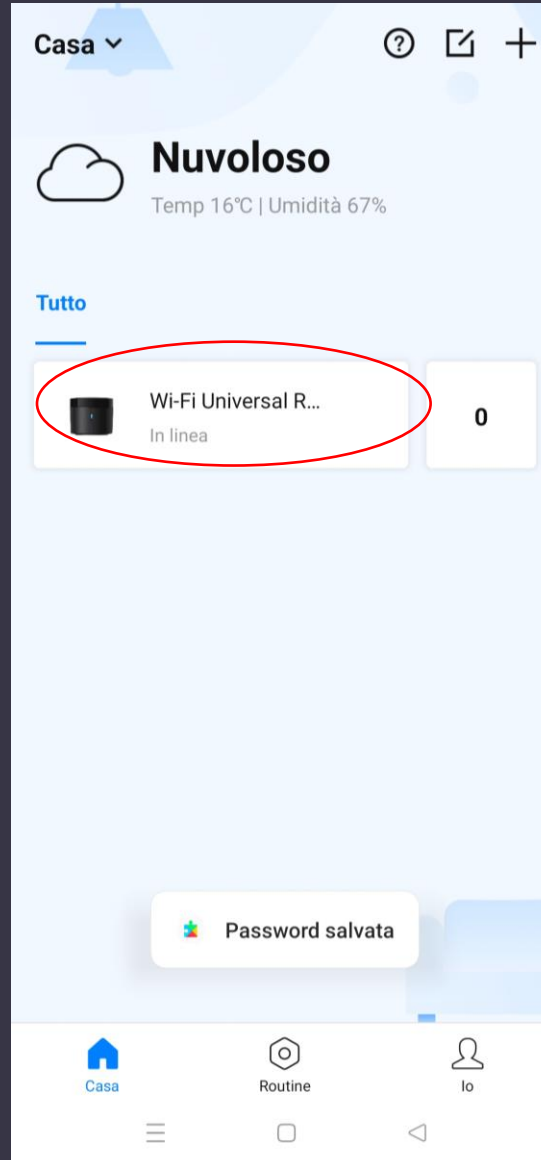 Casa
Nuvoloso
Temp 16°C | Umidità 67%
Tutto
Wi-Fi Universal R...
In linea
0
Password salvata
Casa
Routine
Io